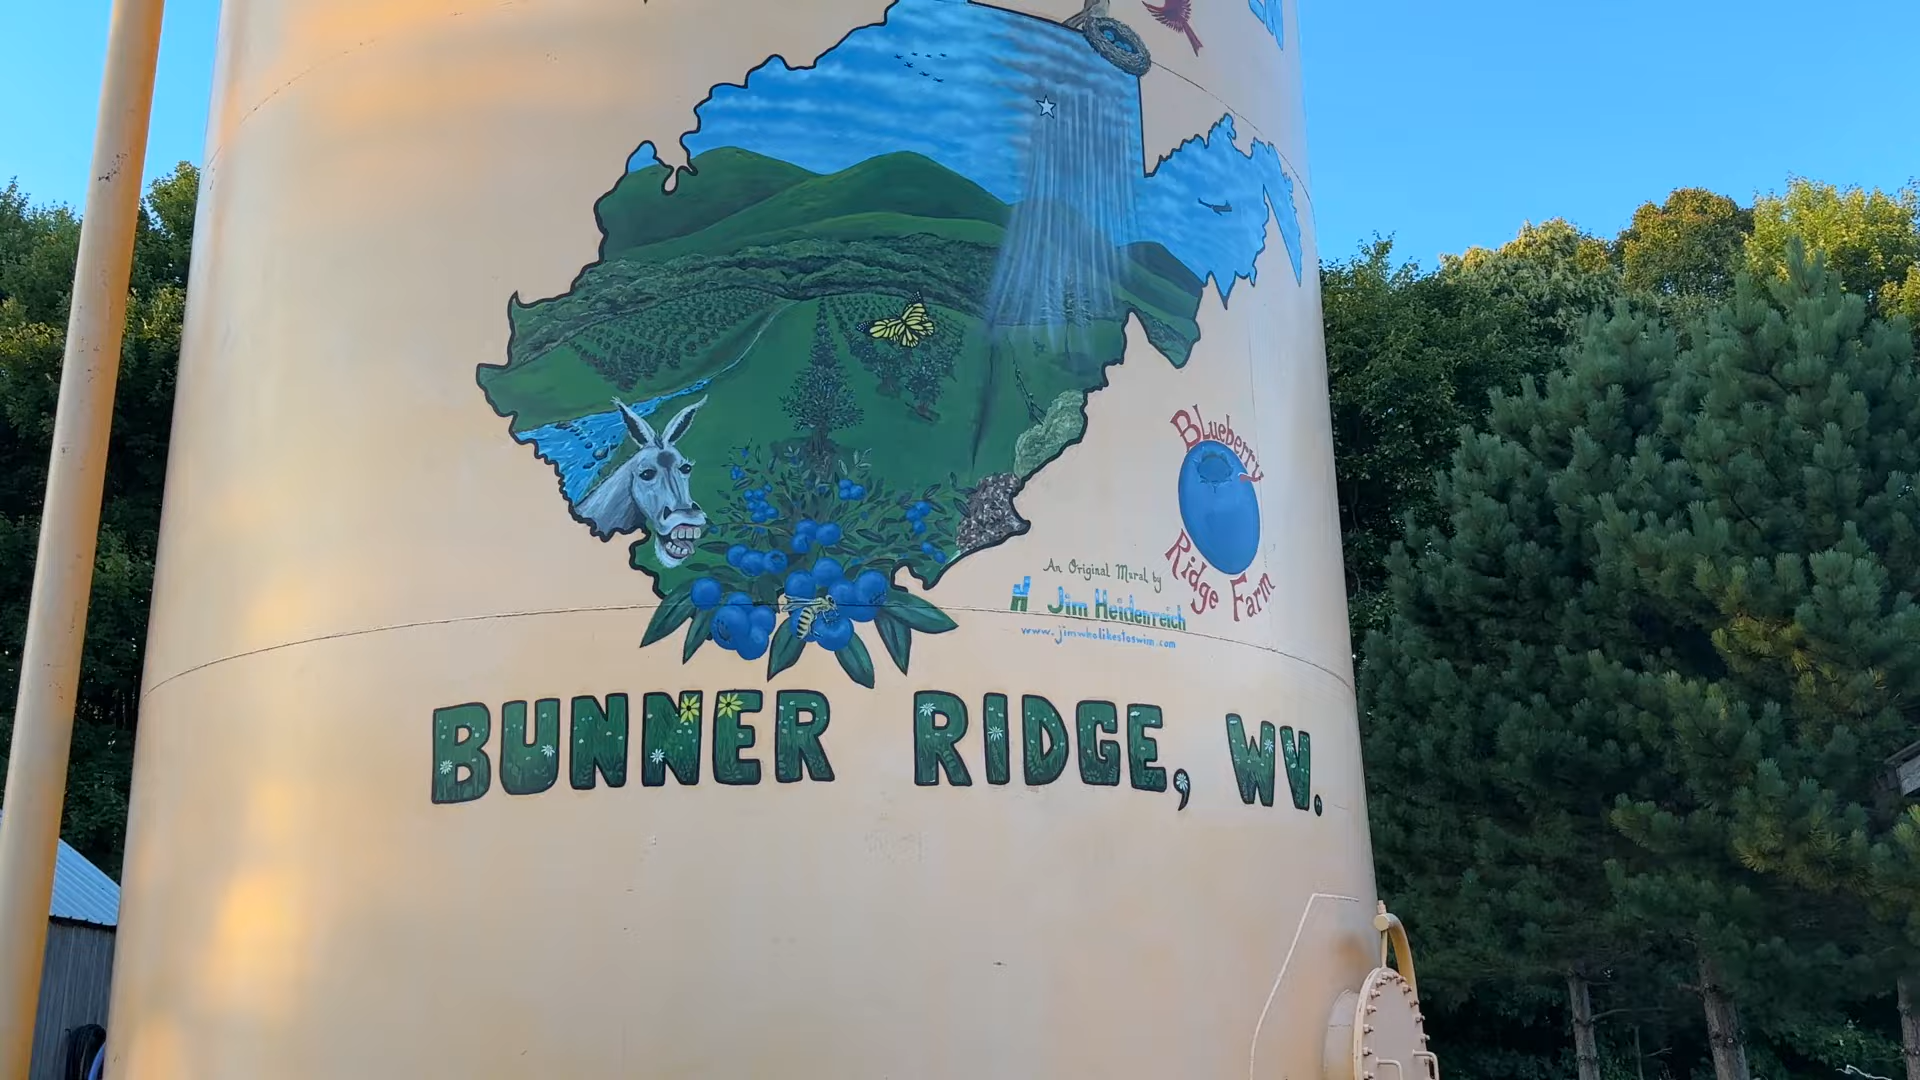 Blueberry
Ridge Farm
An Original Mural by
H Jim Heidenreich
www.jimwholikestoswim.com
BUNNER RIDGE, WV.